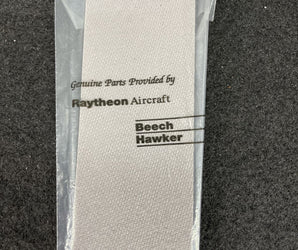 Genuine Parts Provided by
Raytheon Aircraft
Beech
Hawker